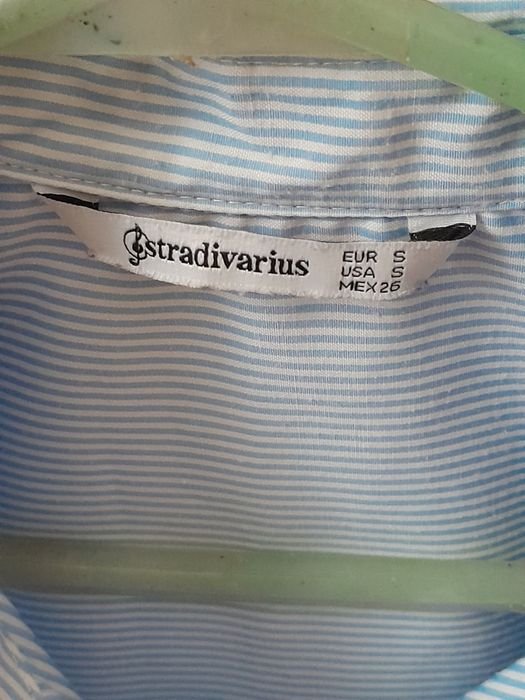 stradivarius
EUR S
USA S
MEX 26